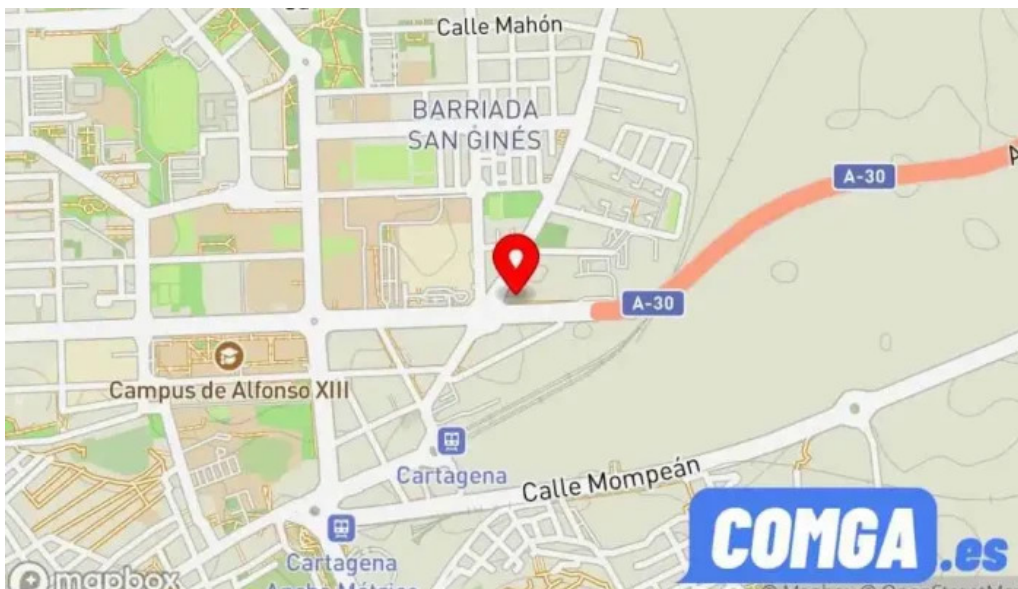 Calle Mahón
BARRIADA
SAN GINÉS
A-30
A-30
Campus de Alfonso XIII
Cartagena
Calle Mompeán
COMGA.es
Cartagena
mapbox